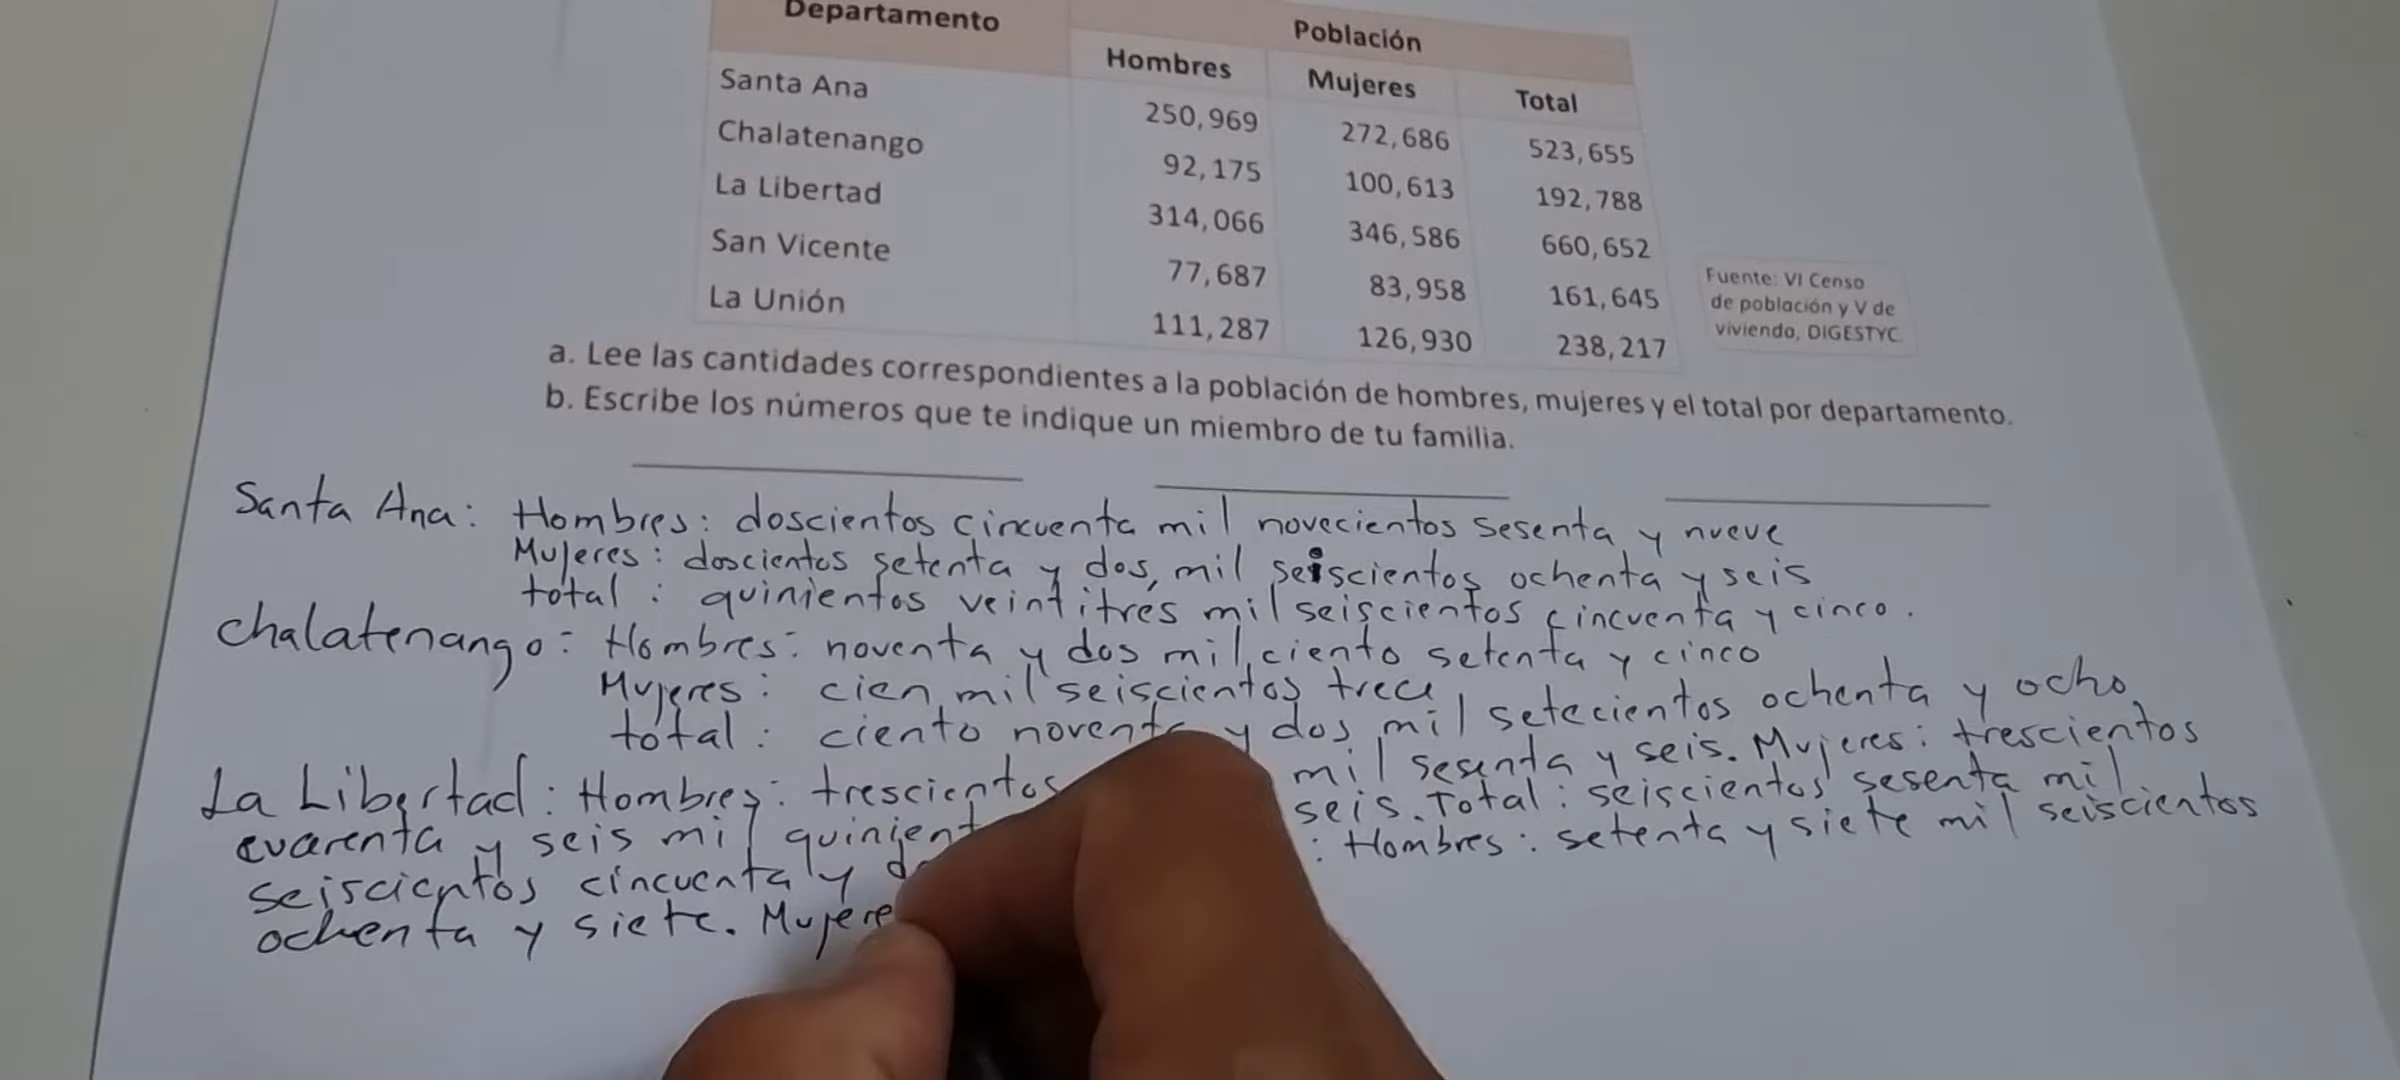 Departamento Población
Hombres Mujeres Total
Santa Ana 250,969 272,686 523,655
Chalatenango 92,175 100,613 192,788
La Libertad 314,066 346,586 660,652
San Vicente 77,687 83,958 161,645
La Unión 111,287 126,930 238,217
Fuente: VI Censo
de población y V de
viviendo, DIGESTYC.
a. Lee las cantidades correspondientes a la población de hombres, mujeres y el total por departamento.
b. Escribe los números que te indique un miembro de tu familia.
Santa Ana: Hombres: doscientos cincuenta mil novecientos sesenta y nueve
Mujeres: doscientos setenta y dos mil seiscientos ochenta y seis
total: quinientos veintitrés mil seiscientos cincuenta y cinco.
Chalatenango: Hombres: noventa y dos mil ciento setenta y cinco
Mujeres: cien mil seiscientos trece
total: ciento noventa y dos mil setecientos ochenta y ocho
La Libertad: Hombres: trescientos mil sesenta y seis. Mujeres: trescientos
cuarenta y seis mil seis. Total: seiscientos sesenta mil
seiscientos cincuenta y : Hombres: setenta y siete mil seiscientos
ochenta y siete. Mujere